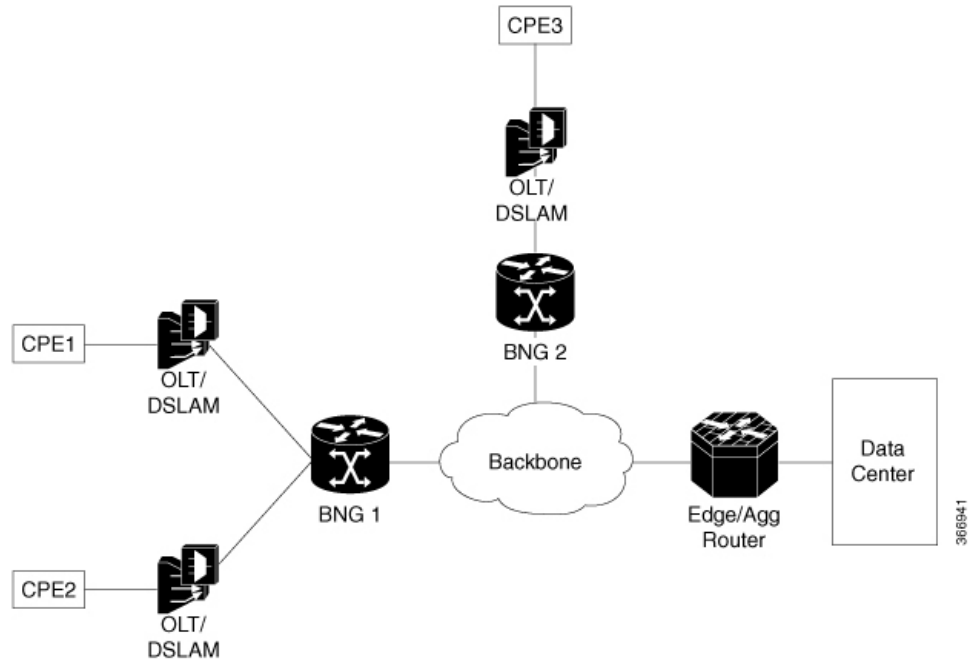 CPE3
OLT/
DSLAM
BNG 2
CPE1
OLT/
DSLAM
BNG 1
Backbone
Edge/Agg
Router
Data
Center
CPE2
OLT/
DSLAM
366941